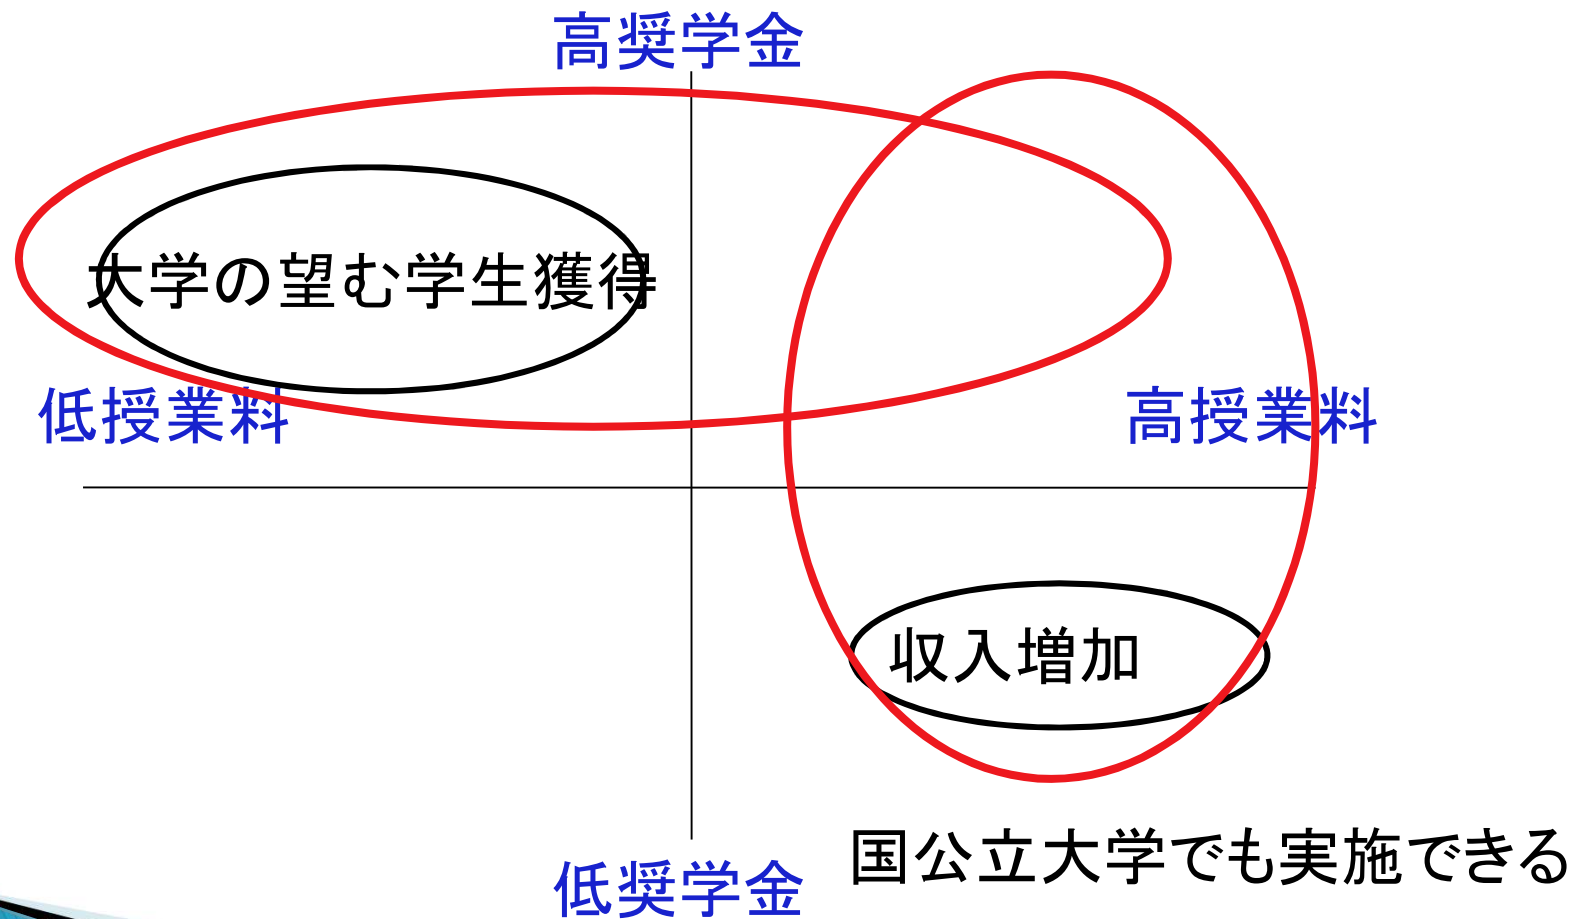 高奨学金
大学の望む学生獲得
低授業料
高授業料
収入増加
国公立大学でも実施できる
低奨学金